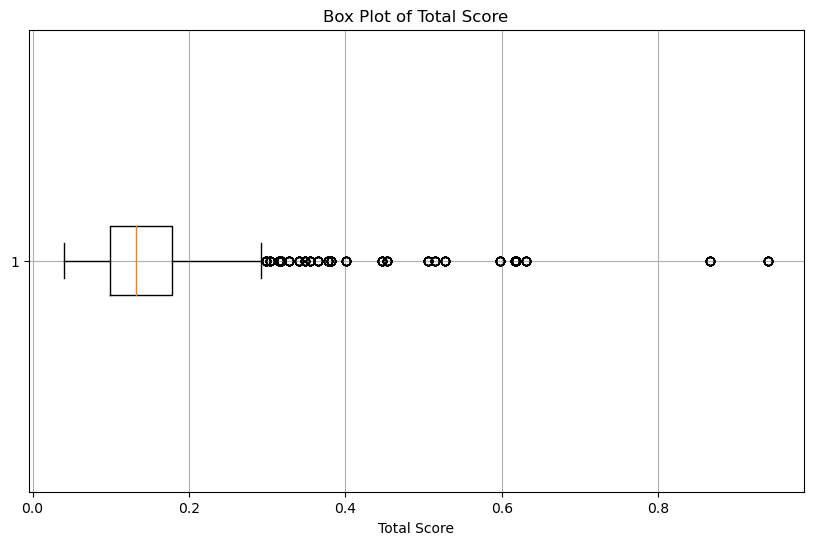 Box Plot of Total Score
1
0.0 0.2 0.4 0.6 0.8
Total Score